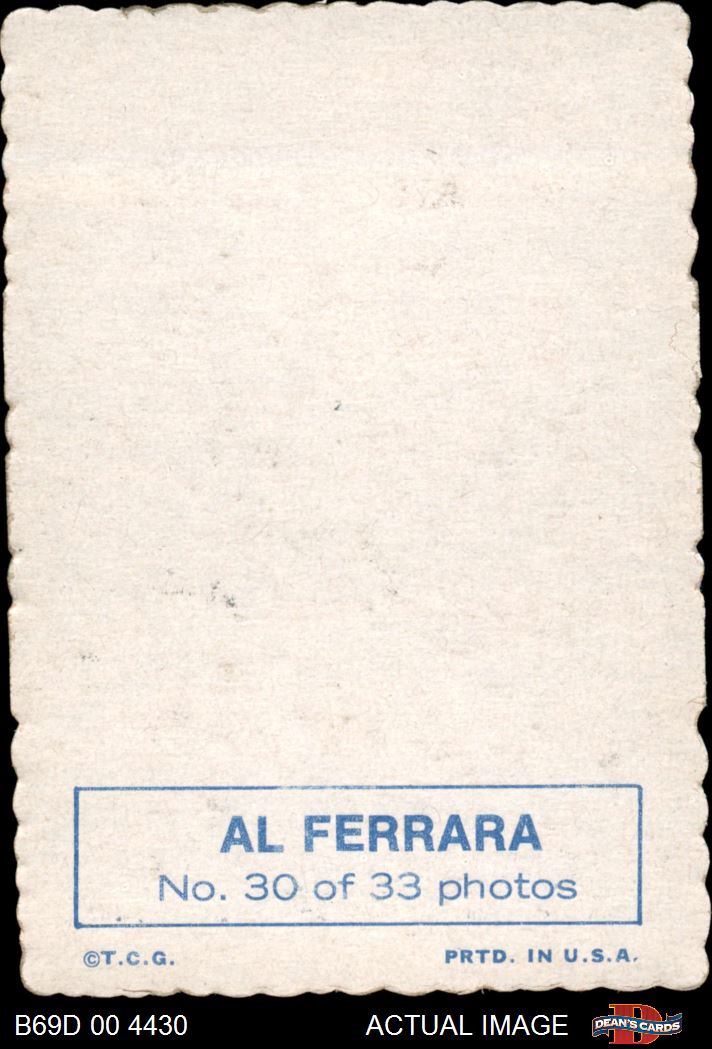 AL FERRARA
No. 30 of 33 photos
©T.C.G.
PRTD. IN U.S.A.
B69D 00 4430
ACTUAL IMAGE
DEAN'S CARDS